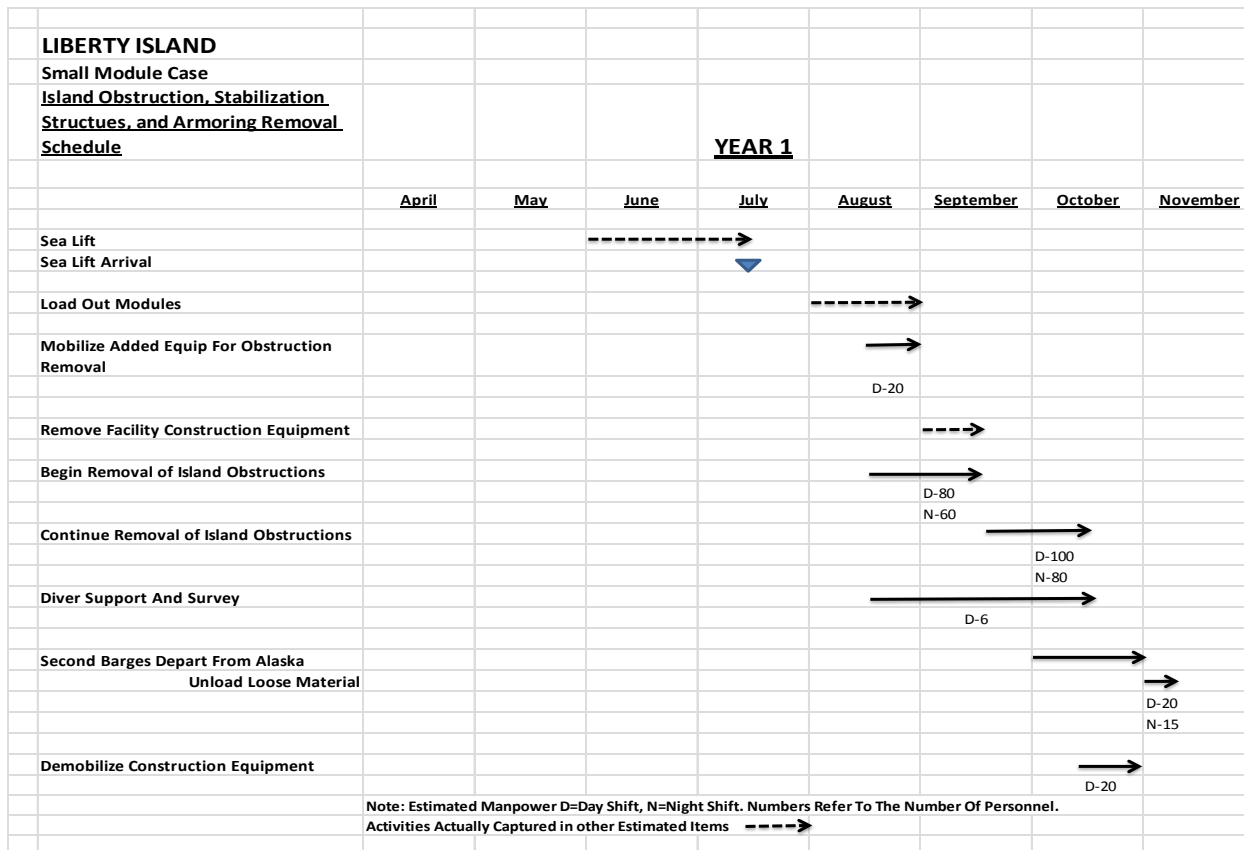 LIBERTY ISLAND
Small Module Case
Island Obstruction, Stabilization
Structues, and Armoring Removal
Schedule
YEAR 1
April May June July August September October November
Sea Lift
Sea Lift Arrival
Load Out Modules
Mobilize Added Equip For Obstruction
Removal
D-20
Remove Facility Construction Equipment
Begin Removal of Island Obstructions
D-80
N-60
Continue Removal of Island Obstructions
D-100
N-80
Diver Support And Survey
D-6
Second Barges Depart From Alaska
Unload Loose Material
D-20
N-15
Demobilize Construction Equipment
D-20
Note: Estimated Manpower D=Day Shift, N=Night Shift. Numbers Refer To The Number Of Personnel.
Activities Actually Captured in other Estimated Items